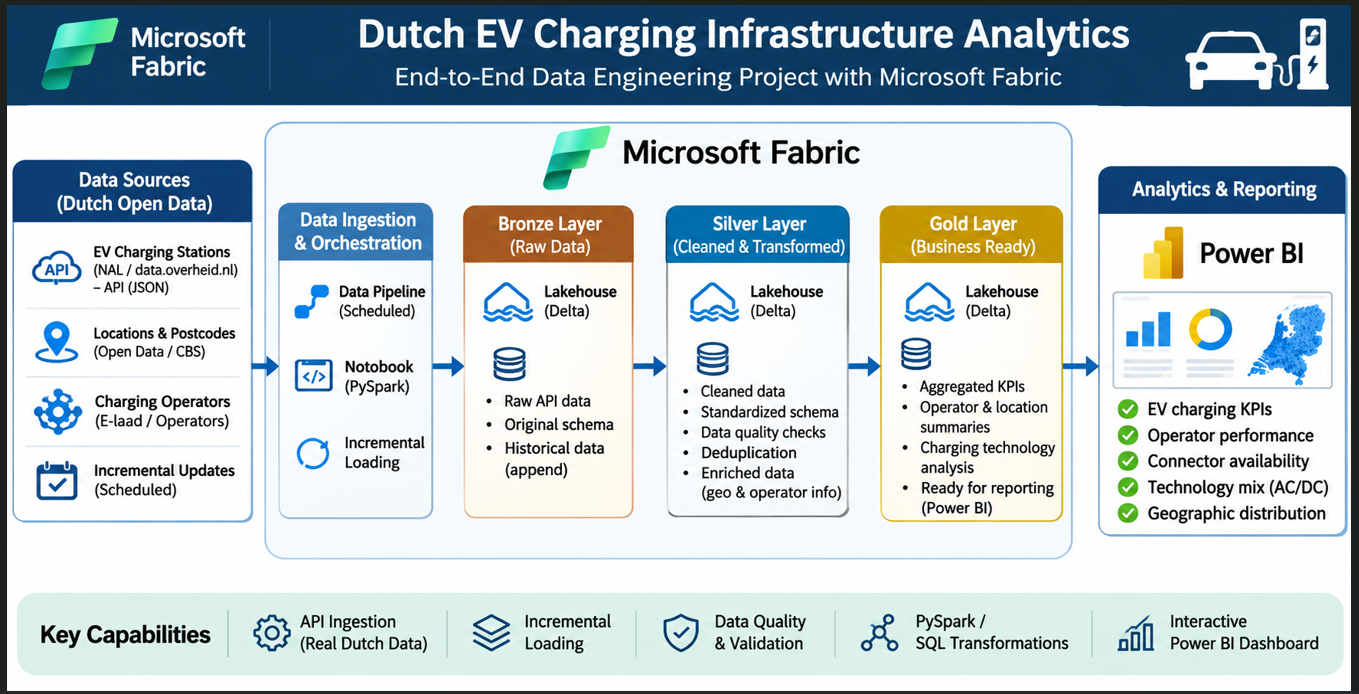 Microsoft
Fabric
Dutch EV Charging Infrastructure Analytics
End-to-End Data Engineering Project with Microsoft Fabric
Microsoft Fabric
Data Sources
(Dutch Open Data)
API
EV Charging Stations
(NAL / data.overheid.nl)
– API (JSON)
Locations & Postcodes
(Open Data / CBS)
Charging Operators
(E-laad / Operators)
Incremental Updates
(Scheduled)
Data Ingestion
& Orchestration
Data Pipeline
(Scheduled)
</>
Notobook
(PySpark)
Incremental
Loading
Bronze Layer
(Raw Data)
Lakehouse
(Delta)
• Raw API data
• Original schema
• Historical data
(append)
Silver Layer
(Cleaned & Transformed)
Lakehouse
(Delta)
• Cleaned data
• Standardized schema
• Data quality checks
• Deduplication
• Enriched data
(geo & operator info)
Gold Layer
(Business Ready)
Lakehouse
(Delta)
• Aggregated KPIs
• Operator & location
summaries
• Charging technology
analysis
• Ready for reporting
(Power BI)
Analytics & Reporting
Power BI
EV charging KPIs
Operator performance
Connector availability
Technology mix (AC/DC)
Geographic distribution
Key Capabilities
API Ingestion
(Real Dutch Data)
Incremental
Loading
Data Quality
& Validation
PySpark /
SQL Transformations
Interactive
Power BI Dashboard